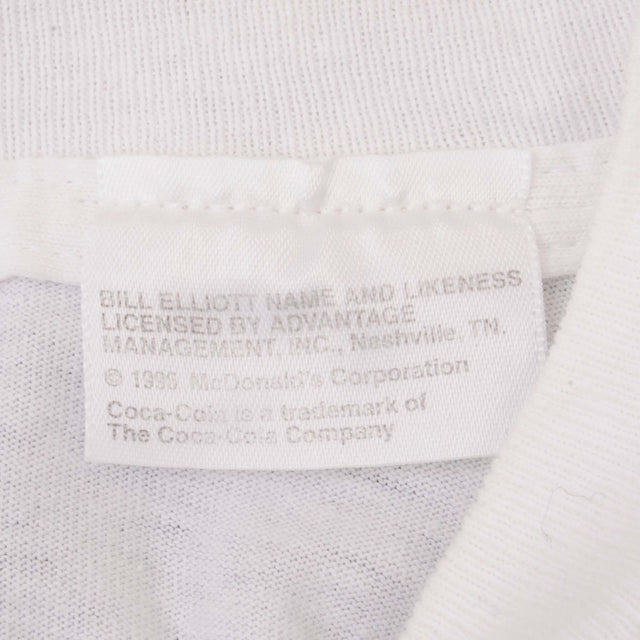 BILL ELLIOTT NAME AND LIKENESS
LICENSED BY ADVANTAGE
MANAGEMENT, INC., Nashville, TN.
© 1996 McDonald's Corporation
Coca-Cola is a trademark of
The Coca-Cola Company